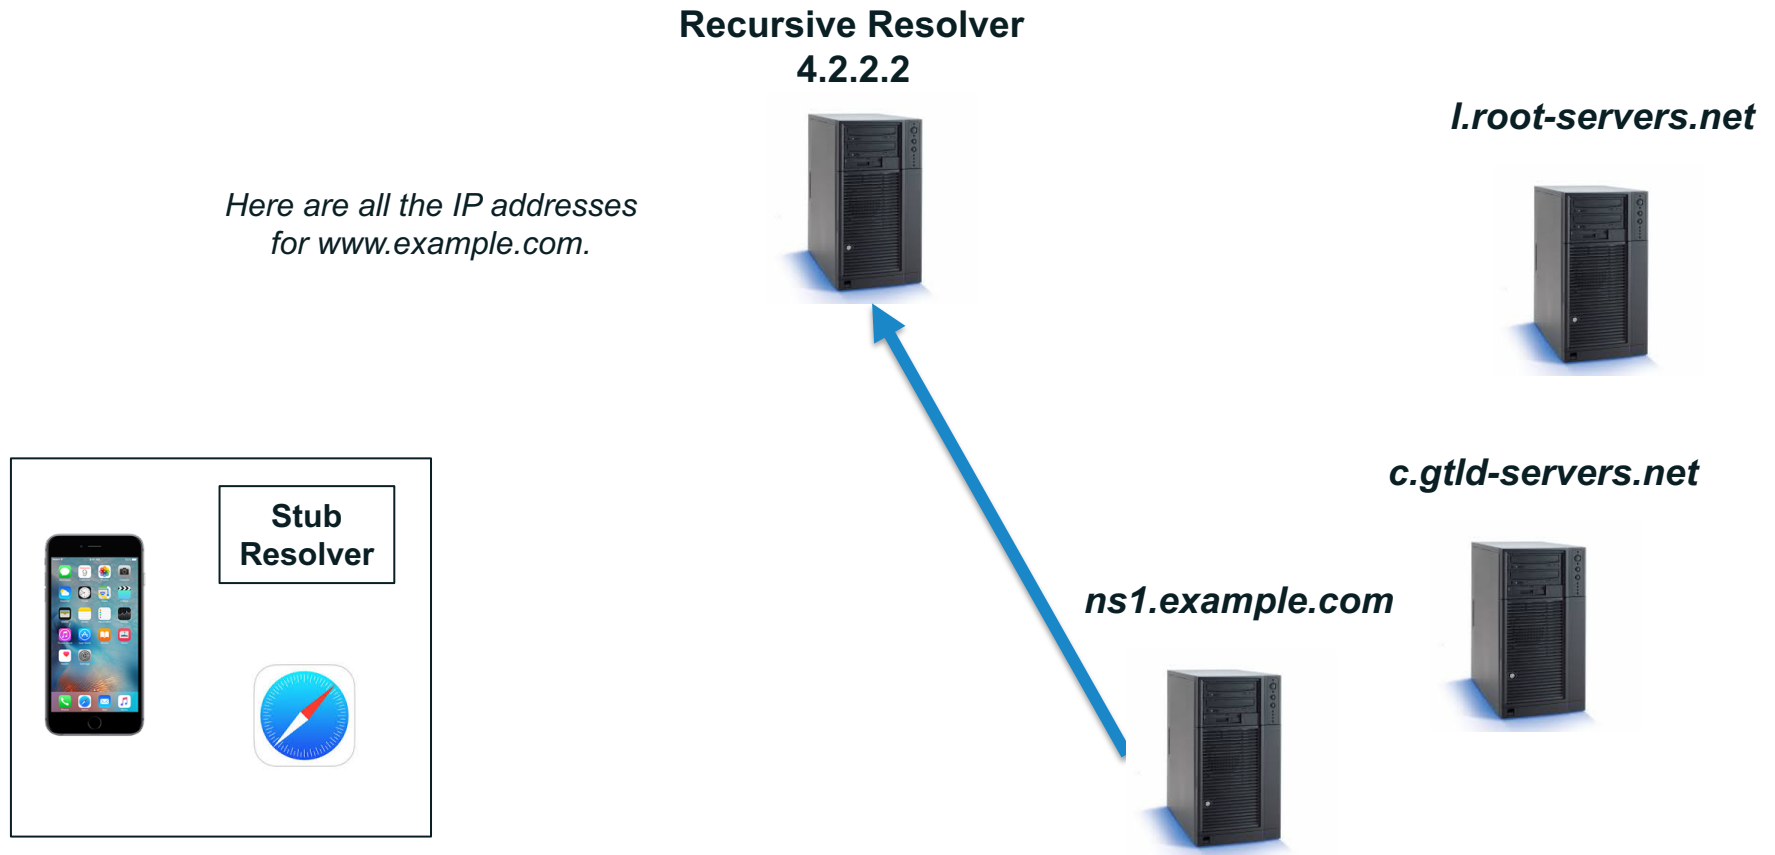 Recursive Resolver
4.2.2.2
l.root-servers.net
Here are all the IP addresses
for www.example.com.
c.gtld-servers.net
Stub
Resolver
ns1.example.com